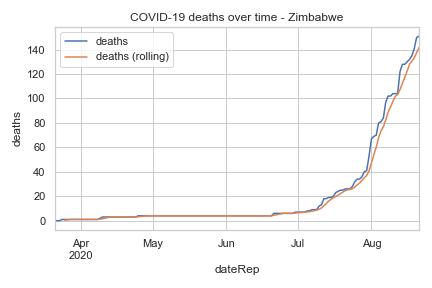 COVID-19 deaths over time - Zimbabwe
deaths
deaths (rolling)
140
120
100
80
60
40
20
0
deaths
Apr
2020
May
Jun
Jul
Aug
dateRep